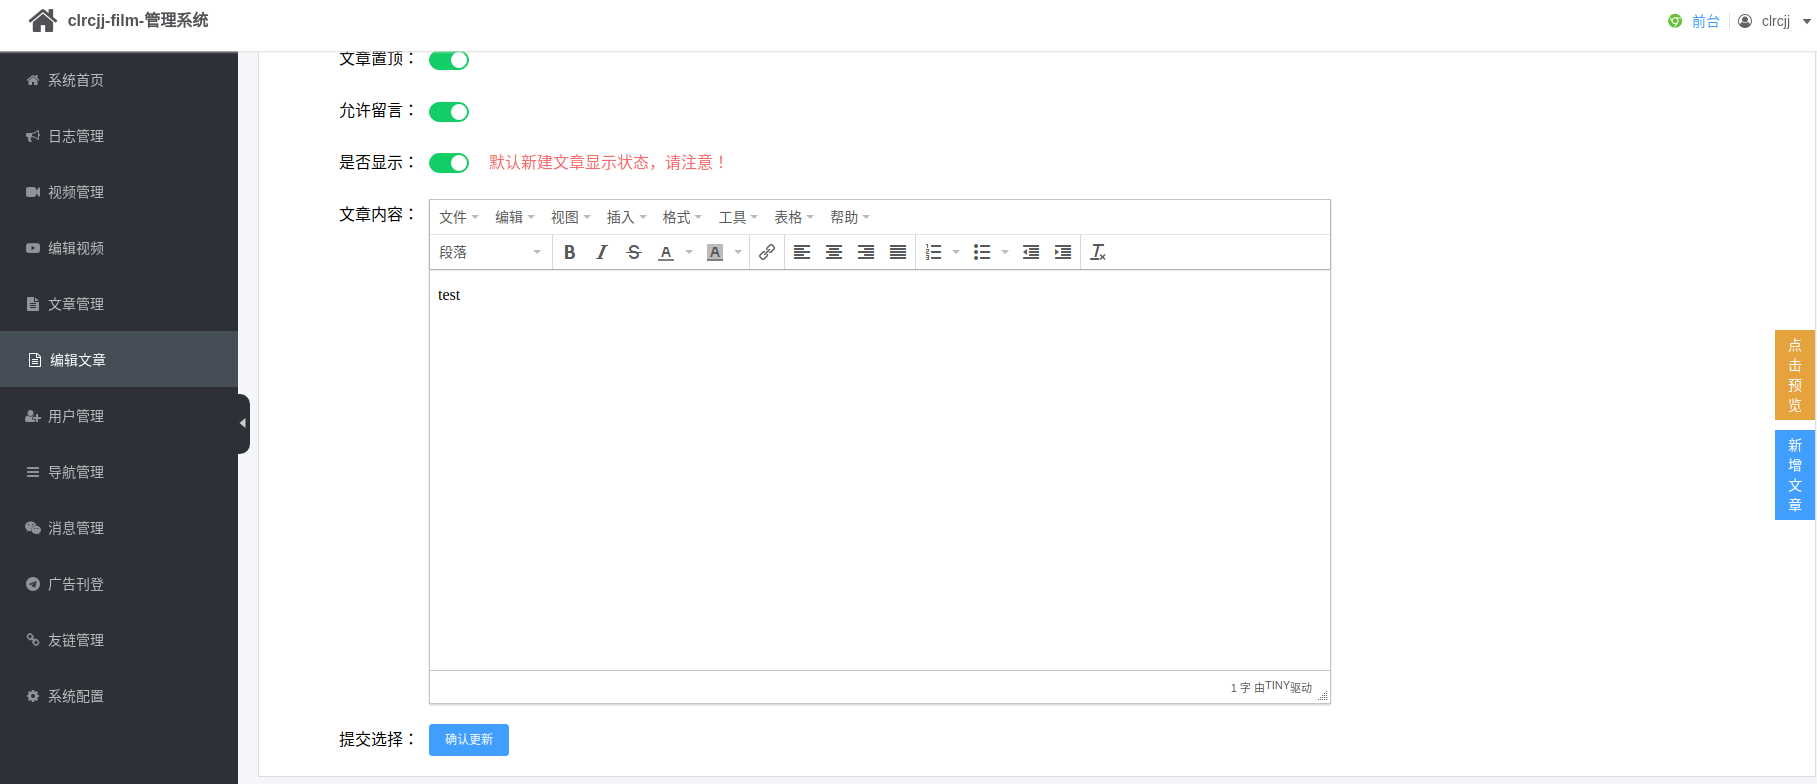 clrcjj-film-管理系统
前台
clrcjj
系统首页
日志管理
视频管理
编辑视频
文章管理
编辑文章
用户管理
导航管理
消息管理
广告刊登
友链管理
系统配置
文章置顶：
允许留言：
是否显示：
默认新建文章显示状态，请注意！
文章内容：
文件 编辑 视图 插入 格式 工具 表格 帮助
段落
test
1 字 由TINY驱动
提交选择：
确认更新
点击预览
新增文章